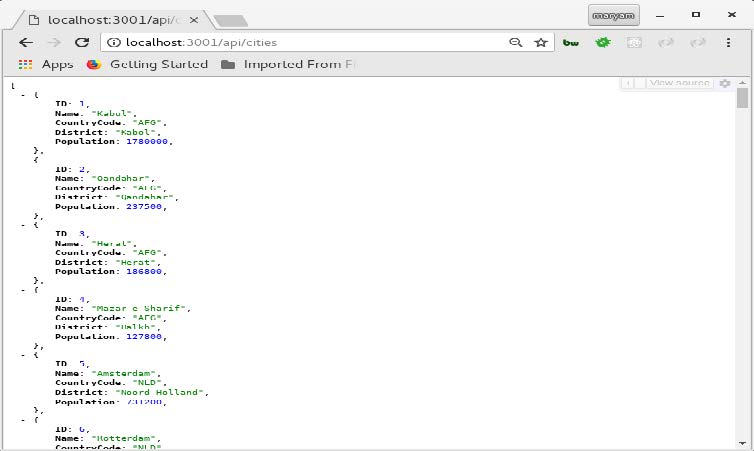 localhost:3001/api/c
maryam
localhost:3001/api/cities
bw
Apps Getting Started Imported From Fi
View source
[
- {
ID: 1,
Name: "Kabul",
CountryCode: "AFG",
District: "Kabol",
Population: 1780000,
},
- {
ID: 2,
Name: "Qandahar",
CountryCode: "AFG",
District: "Qandahar",
Population: 237500,
},
- {
ID: 3,
Name: "Herat",
CountryCode: "AFG",
District: "Herat",
Population: 186800,
},
- {
ID: 4,
Name: "Mazar-e-Sharif",
CountryCode: "AFG",
District: "Balkh",
Population: 127800,
},
- {
ID: 5,
Name: "Amsterdam",
CountryCode: "NLD",
District: "Noord-Holland",
Population: 731200,
},
- {
ID: 6,
Name: "Rotterdam",
CountryCode: "NLD"